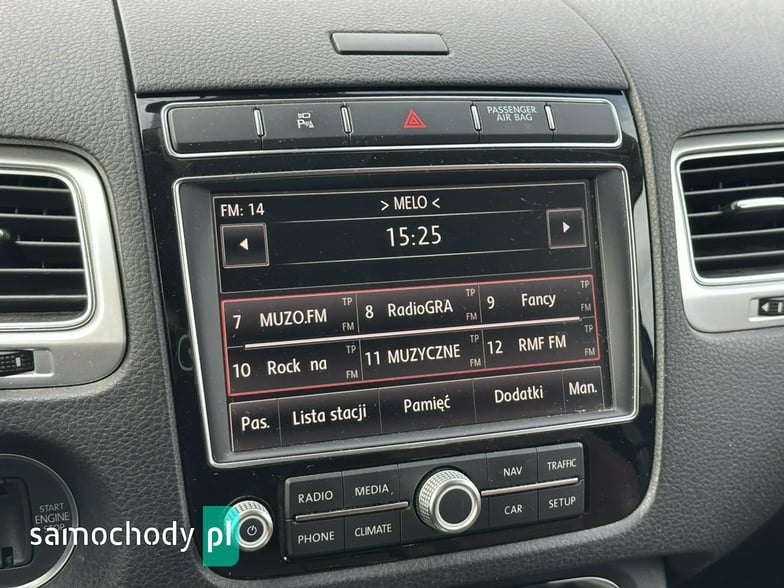 PASSENGER
AIR BAG
FM: 14
> MELO <
15:25
7 MUZO.FM TP FM
8 RadioGRA TP FM
9 Fancy TP FM
10 Rock na TP FM
11 MUZYCZNE TP FM
12 RMF FM TP FM
Pas. Lista stacji Pamięć Dodatki Man.
RADIO MEDIA NAV TRAFFIC
PHONE CLIMATE CAR SETUP
START
ENGINE
STOP
samochody pl